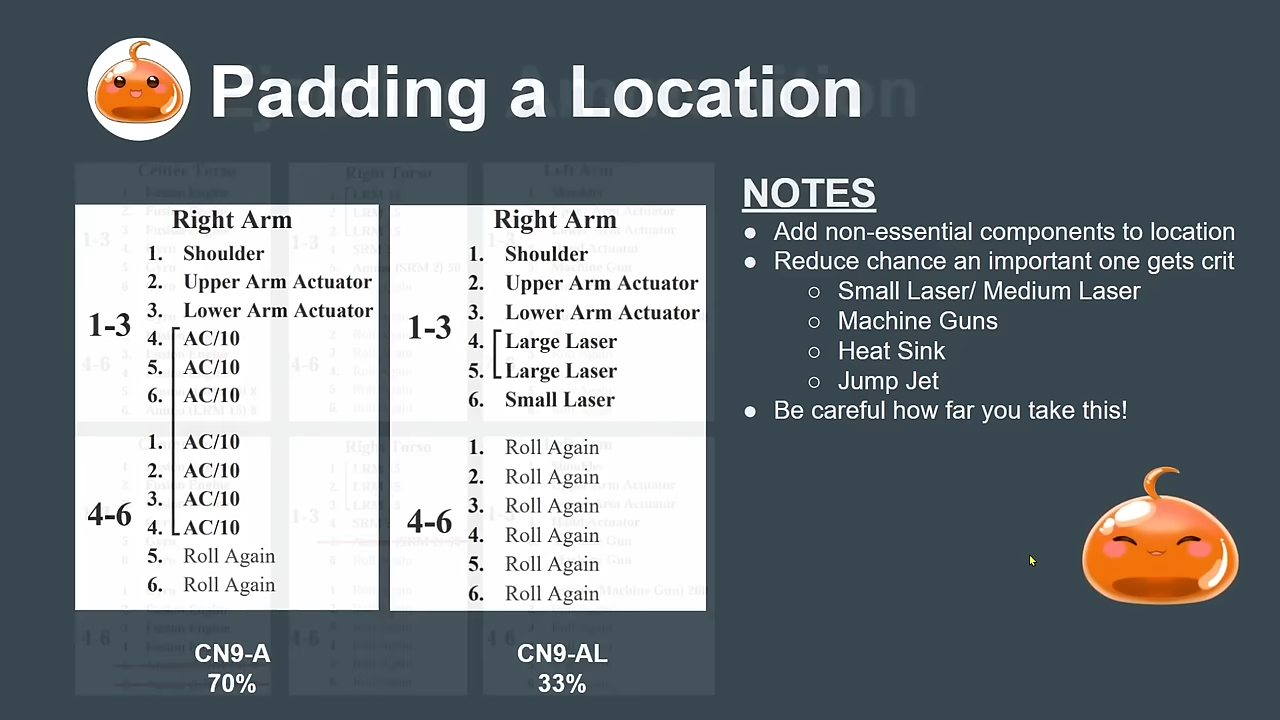 Padding a Location
Right Arm
1. Shoulder
2. Upper Arm Actuator
3. Lower Arm Actuator
1-3
4. AC/10
5. AC/10
6. AC/10
1. AC/10
2. AC/10
3. AC/10
4-6
4. AC/10
5. Roll Again
6. Roll Again
CN9-A
70%
Right Arm
1. Shoulder
2. Upper Arm Actuator
3. Lower Arm Actuator
1-3
4. Large Laser
5. Large Laser
6. Small Laser
1. Roll Again
2. Roll Again
3. Roll Again
4-6
4. Roll Again
5. Roll Again
6. Roll Again
CN9-AL
33%
NOTES
● Add non-essential components to location
● Reduce chance an important one gets crit
○ Small Laser/ Medium Laser
○ Machine Guns
○ Heat Sink
○ Jump Jet
● Be careful how far you take this!